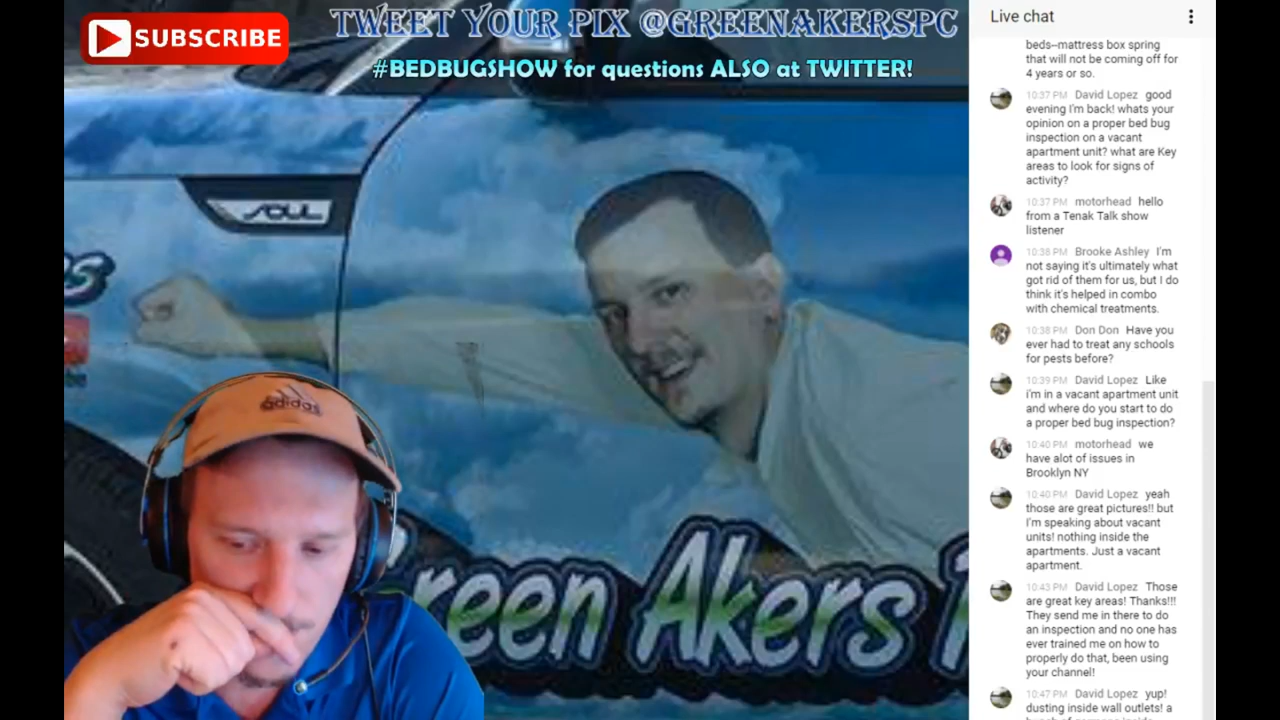 SUBSCRIBE
TWEET YOUR PIX @GREENAKERSPC
#BEDBUGSHOW for questions ALSO at TWITTER!
SOUL
adidas
reen Akers
Live chat
beds--mattress box spring
that will not be coming off for
4 years or so.
10:37 PM David Lopez good
evening I'm back! whats your
opinion on a proper bed bug
inspection on a vacant
apartment unit? what are Key
areas to look for signs of
activity?
10:37 PM motorhead hello
from a Tenak Talk show
listener
10:38 PM Brooke Ashley I'm
not saying it's ultimately what
got rid of them for us, but I do
think it's helped in combo
with chemical treatments.
10:38 PM Don Don Have you
ever had to treat any schools
for pests before?
10:39 PM David Lopez Like
i'm in a vacant apartment unit
and where do you start to do
a proper bed bug inspection?
10:40 PM motorhead we
have alot of issues in
Brooklyn NY
10:40 PM David Lopez yeah
those are great pictures!! but
I'm speaking about vacant
units! nothing inside the
apartments. Just a vacant
apartment.
10:43 PM David Lopez Those
are great key areas! Thanks!!!
They send me in there to do
an inspection and no one has
ever trained me on how to
properly do that, been using
your channel!
10:47 PM David Lopez yup!
dusting inside wall outlets! a